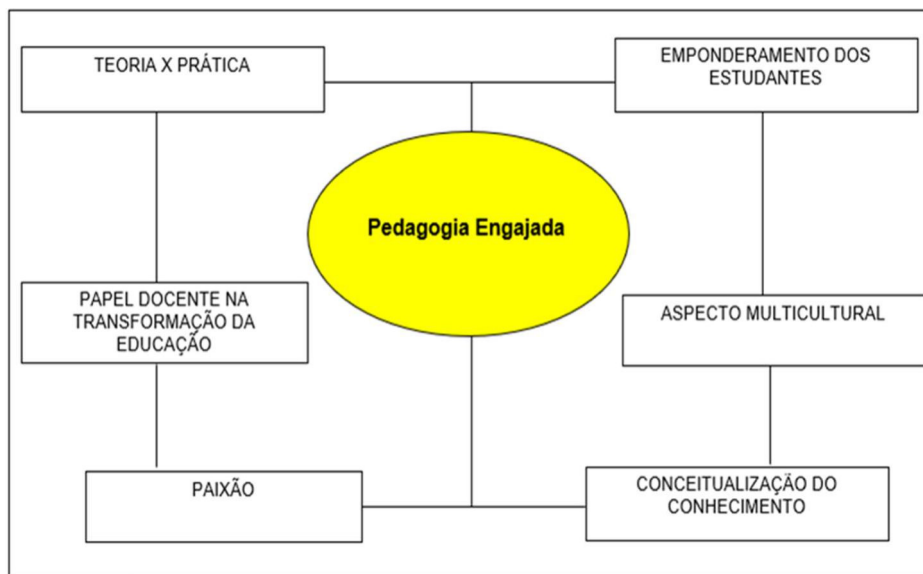 TEORIA X PRÁTICA
EMPONDERAMENTO DOS
ESTUDANTES
Pedagogia Engajada
PAPEL DOCENTE NA
TRANSFORMAÇÃO DA
EDUCAÇÃO
ASPECTO MULTICULTURAL
PAIXÃO
CONCEITUALIZAÇÃO DO
CONHECIMENTO